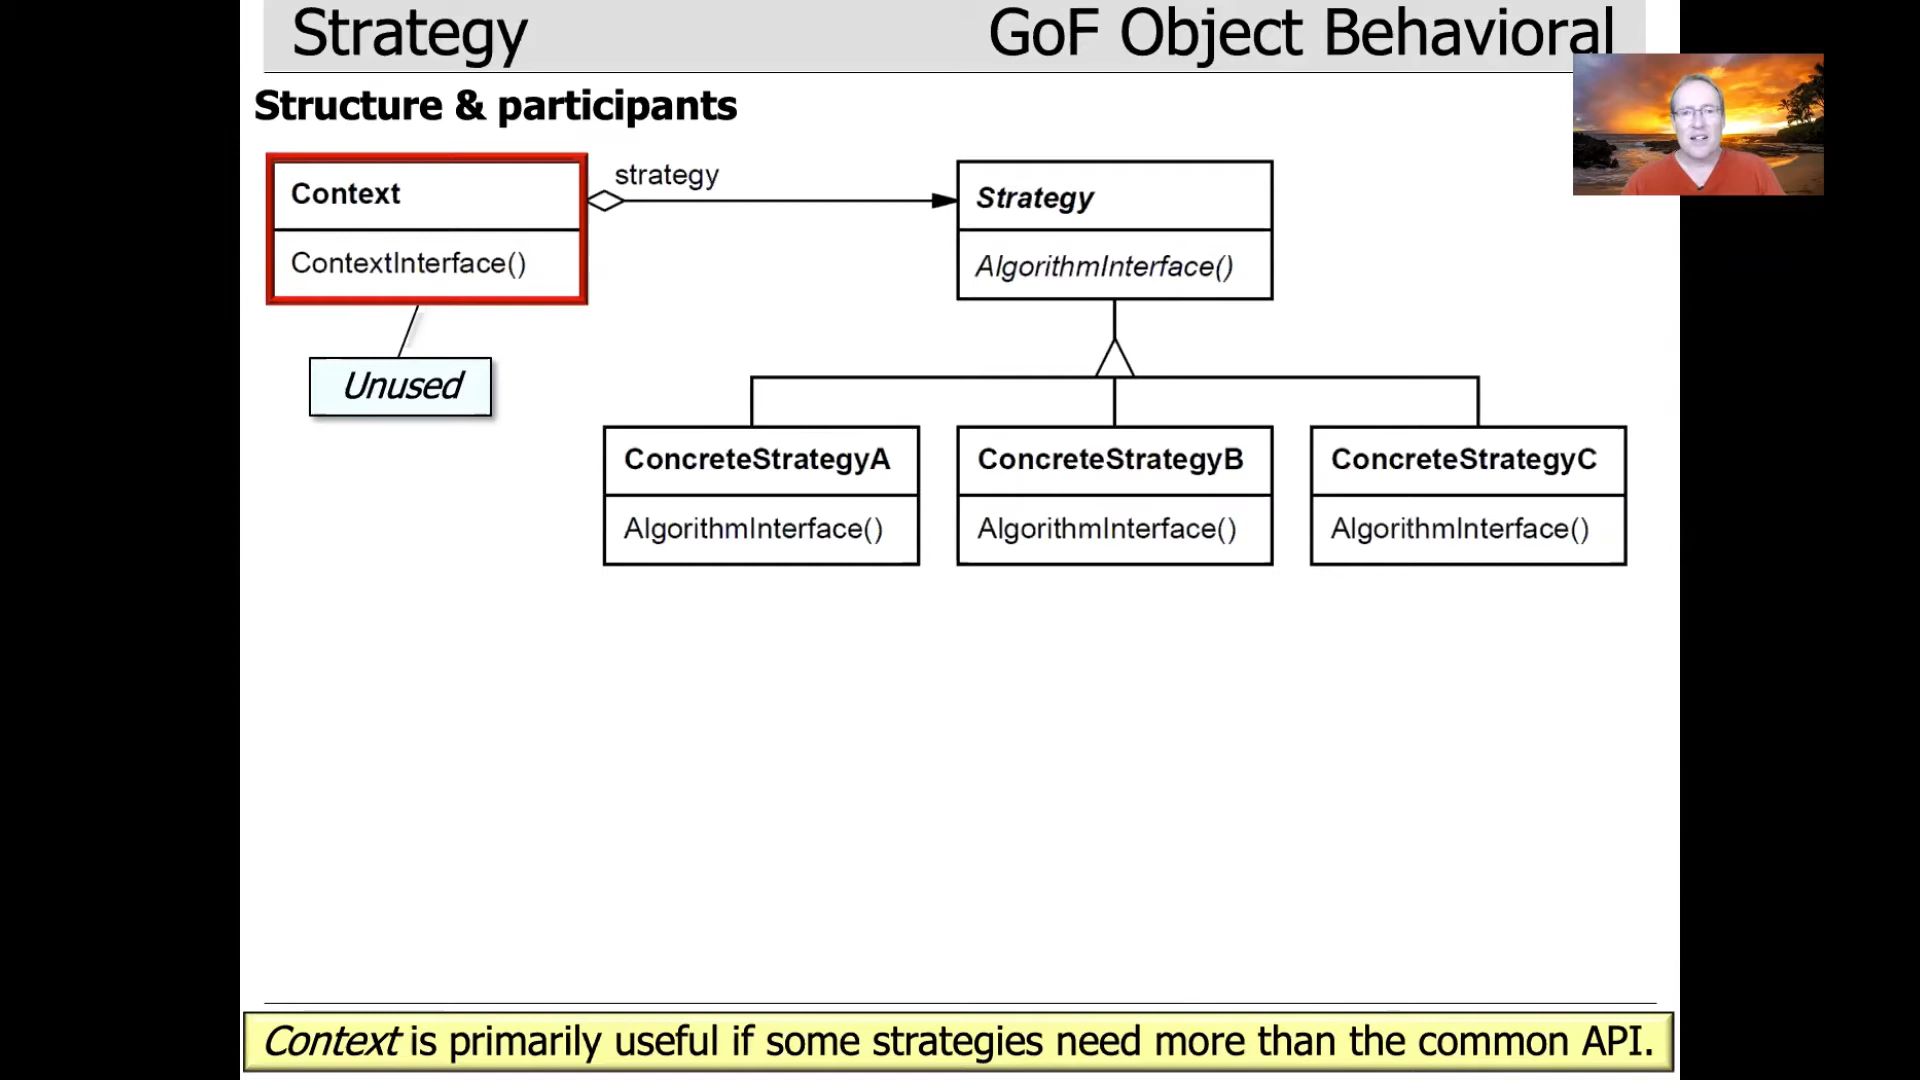 Strategy GoF Object Behavioral
Structure & participants
strategy
Context
ContextInterface()
Unused
Strategy
AlgorithmInterface()
ConcreteStrategyA
AlgorithmInterface()
ConcreteStrategyB
AlgorithmInterface()
ConcreteStrategyC
AlgorithmInterface()
Context is primarily useful if some strategies need more than the common API.